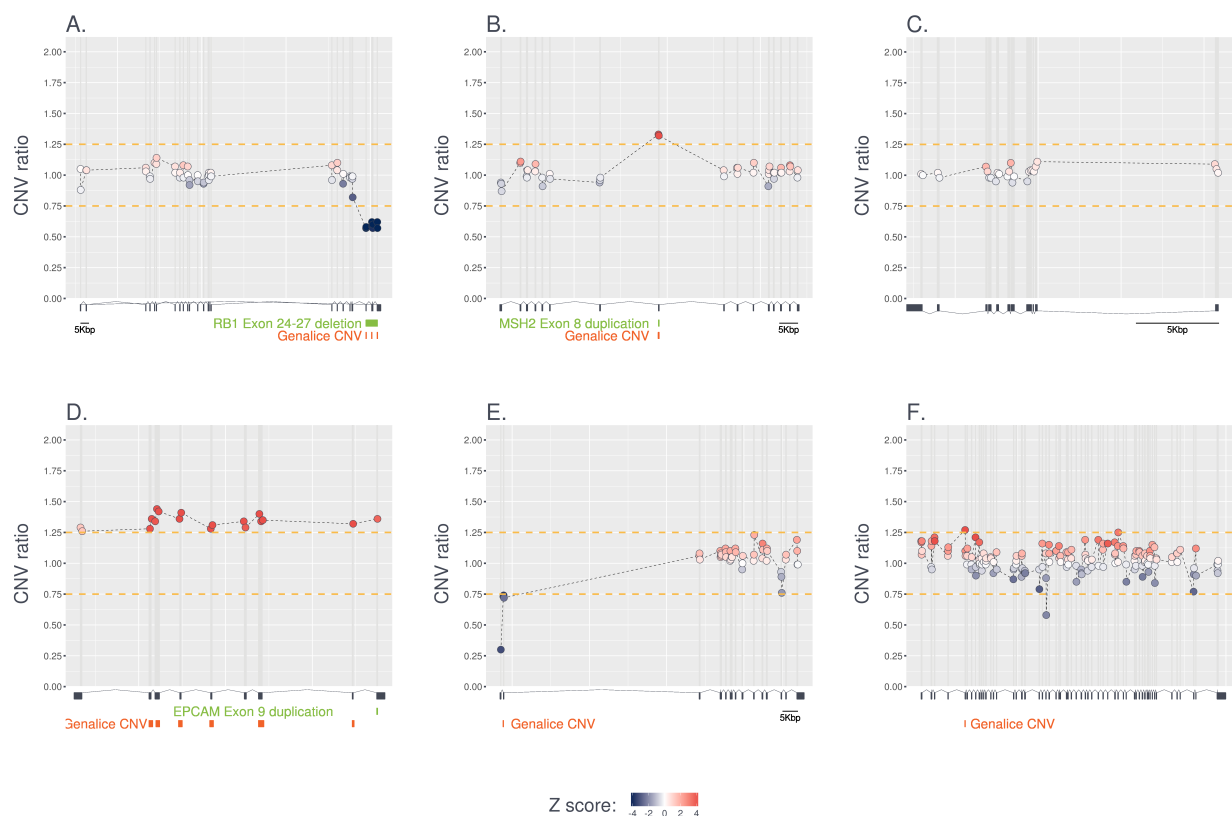 A.
B.
C.
CNV ratio
2.00
1.75
1.50
1.25
1.00
0.75
0.50
0.25
0.00
5Kbp
RB1 Exon 24-27 deletion
Genalice CNV
CNV ratio
2.00
1.75
1.50
1.25
1.00
0.75
0.50
0.25
0.00
5Kbp
MSH2 Exon 8 duplication
Genalice CNV
CNV ratio
2.00
1.75
1.50
1.25
1.00
0.75
0.50
0.25
0.00
5Kbp
D.
E.
F.
CNV ratio
2.00
1.75
1.50
1.25
1.00
0.75
0.50
0.25
0.00
EPCAM Exon 9 duplication
Genalice CNV
CNV ratio
2.00
1.75
1.50
1.25
1.00
0.75
0.50
0.25
0.00
5Kbp
Genalice CNV
CNV ratio
2.00
1.75
1.50
1.25
1.00
0.75
0.50
0.25
0.00
Genalice CNV
Z score:
-4 -2 0 2 4